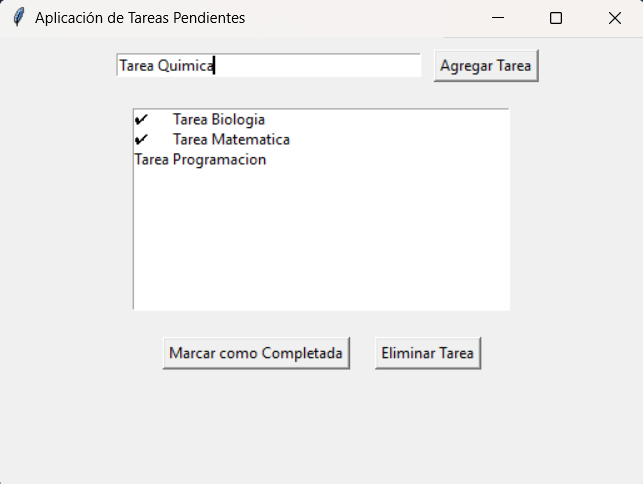 Aplicación de Tareas Pendientes
Tarea Quimica
Agregar Tarea
✔ Tarea Biologia
✔ Tarea Matematica
Tarea Programacion
Marcar como Completada
Eliminar Tarea